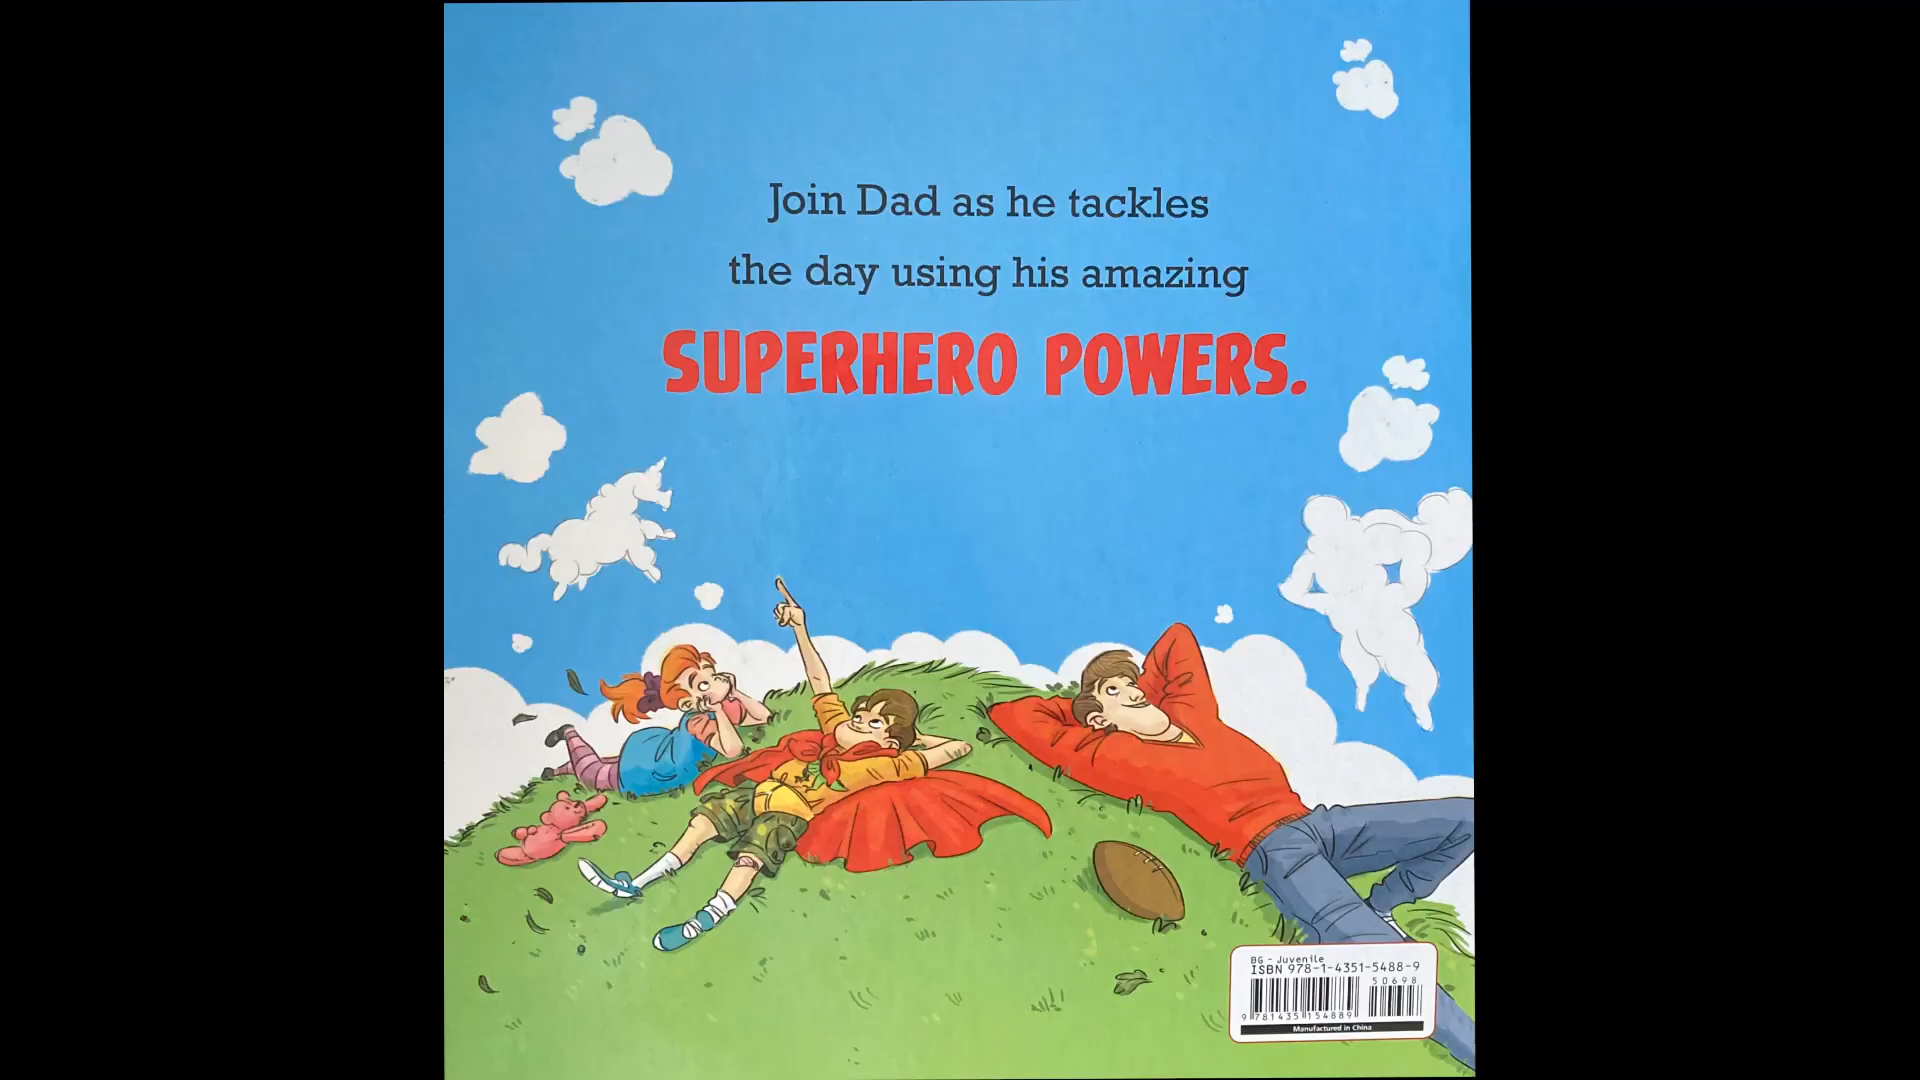 Join Dad as he tackles
the day using his amazing
SUPERHERO POWERS.
BG - Juvenile
ISBN 978-1-4351-5488-9
50698
9 781435 154889
Manufactured in China